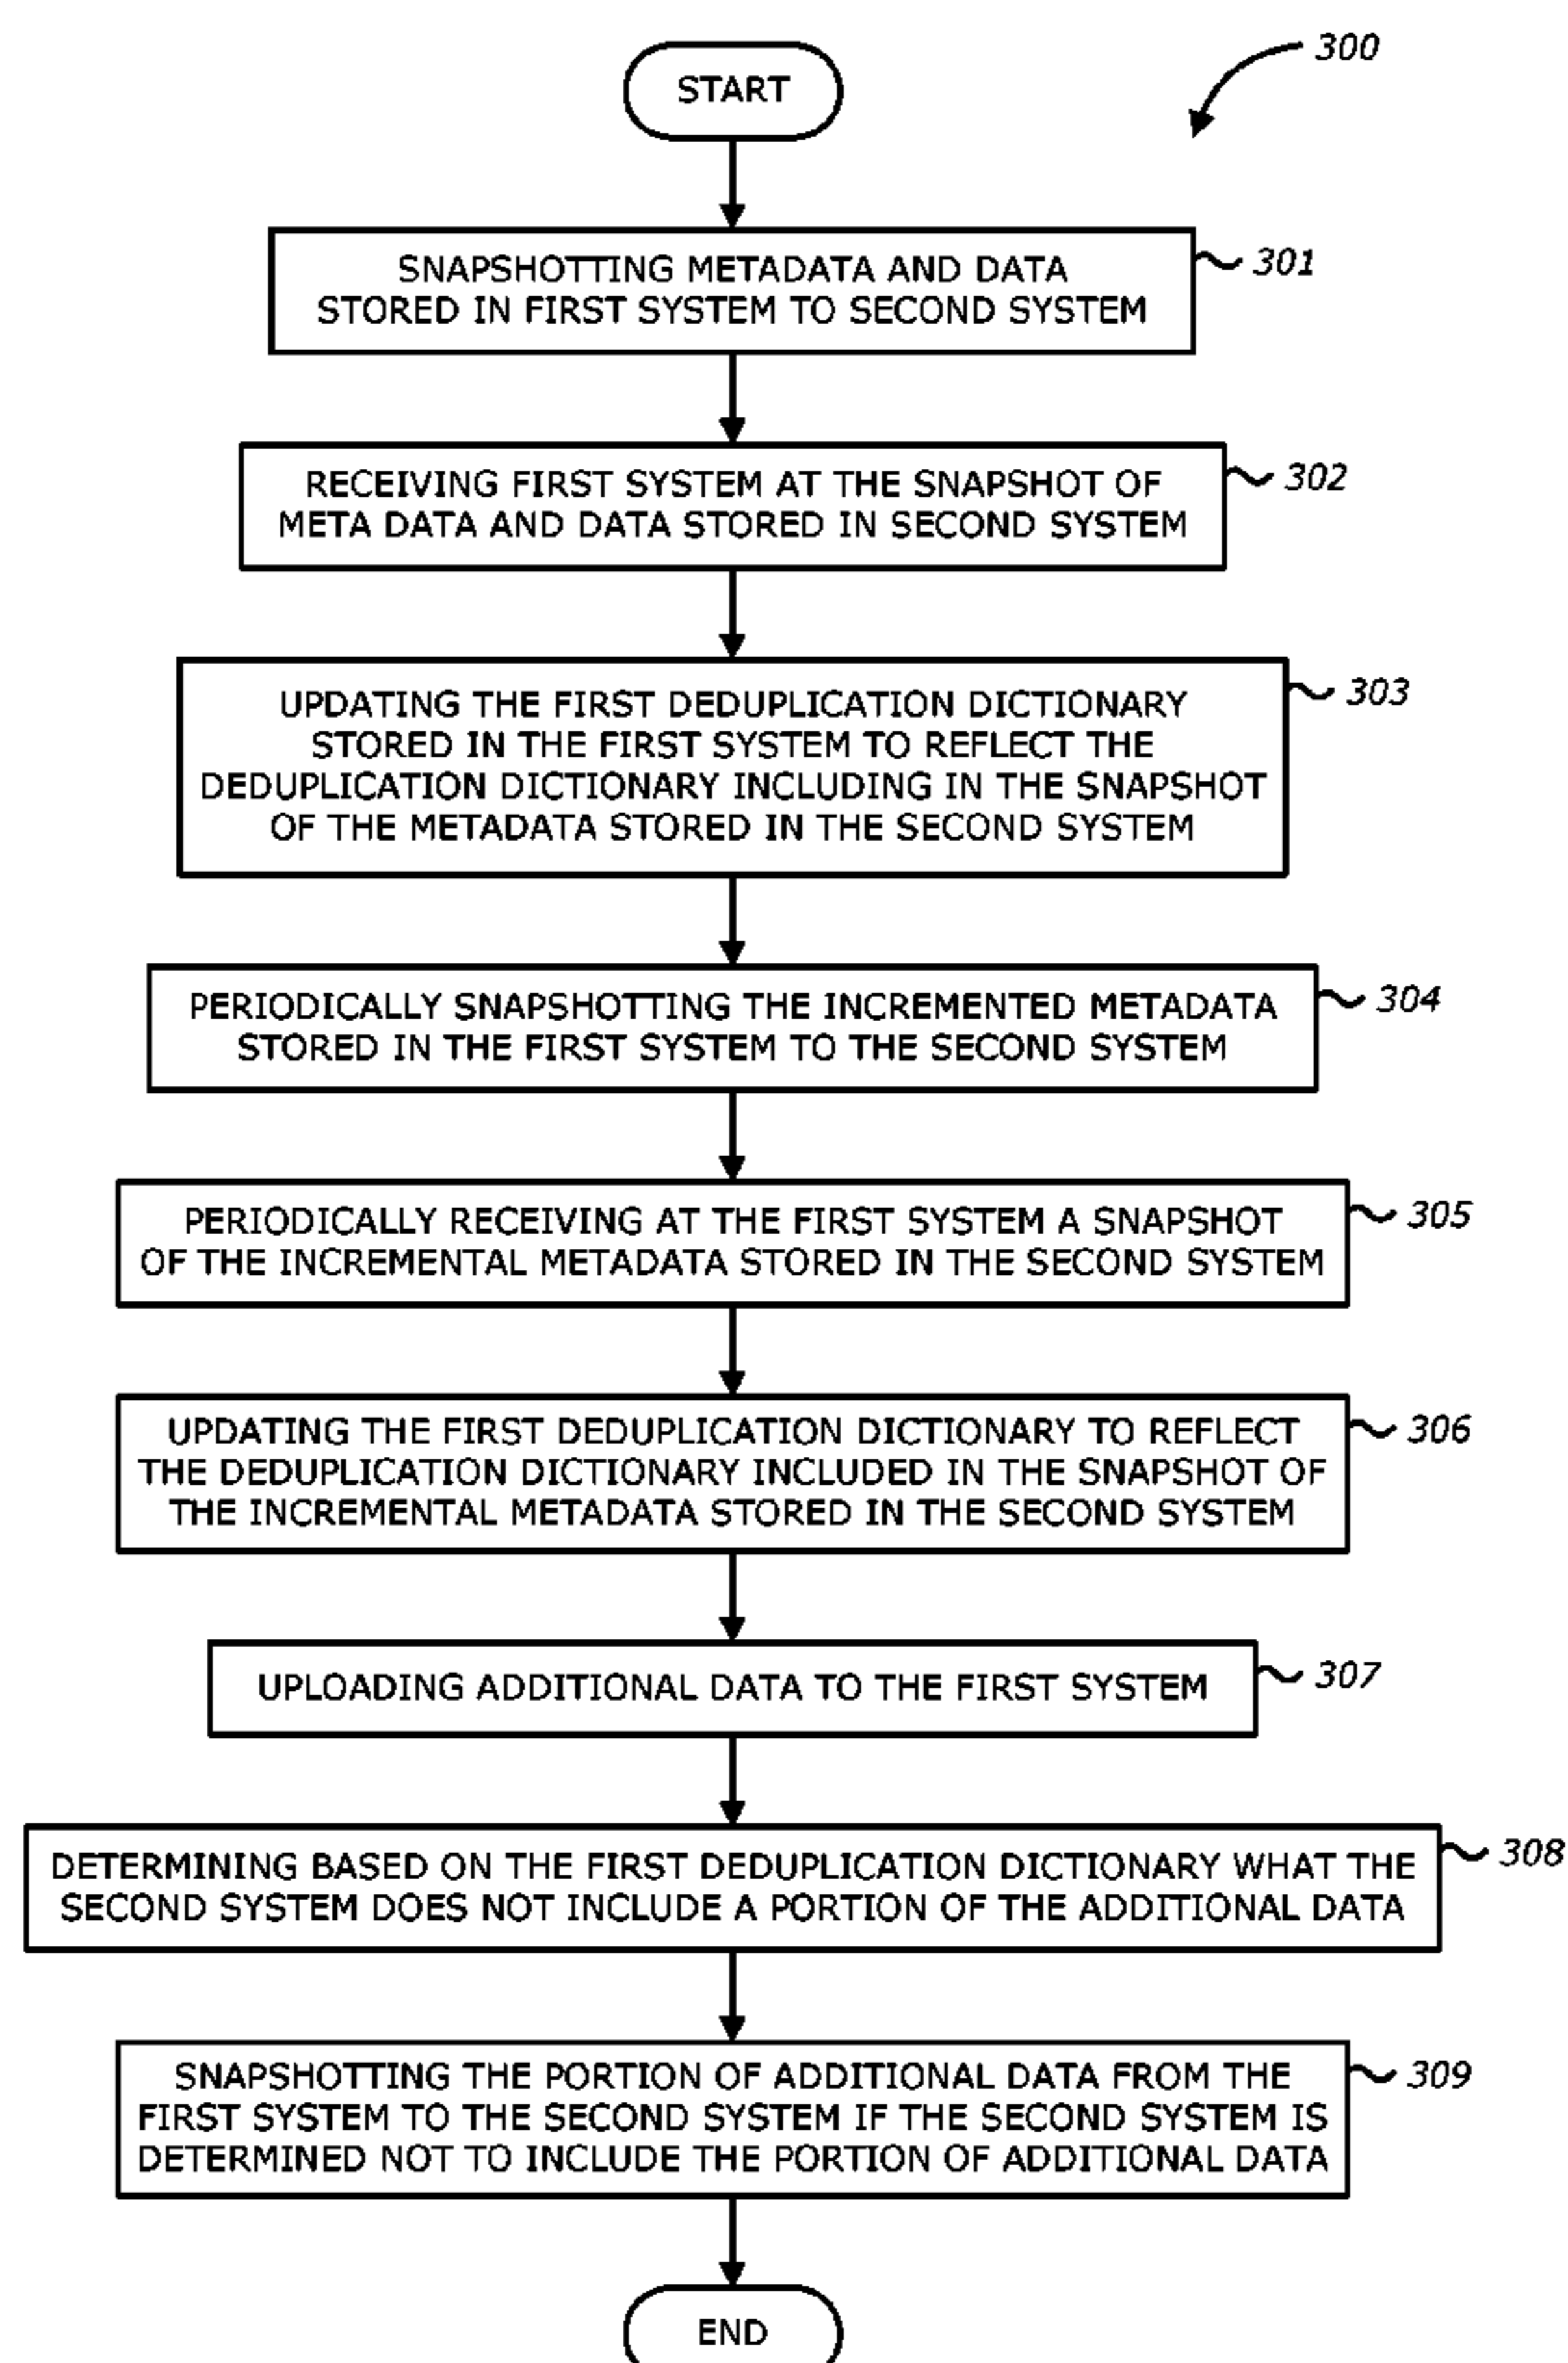 START
300
SNAPSHOTTING METADATA AND DATA
STORED IN FIRST SYSTEM TO SECOND SYSTEM
301
RECEIVING FIRST SYSTEM AT THE SNAPSHOT OF
META DATA AND DATA STORED IN SECOND SYSTEM
302
UPDATING THE FIRST DEDUPLICATION DICTIONARY
STORED IN THE FIRST SYSTEM TO REFLECT THE
DEDUPLICATION DICTIONARY INCLUDING IN THE SNAPSHOT
OF THE METADATA STORED IN THE SECOND SYSTEM
303
PERIODICALLY SNAPSHOTTING THE INCREMENTED METADATA
STORED IN THE FIRST SYSTEM TO THE SECOND SYSTEM
304
PERIODICALLY RECEIVING AT THE FIRST SYSTEM A SNAPSHOT
OF THE INCREMENTAL METADATA STORED IN THE SECOND SYSTEM
305
UPDATING THE FIRST DEDUPLICATION DICTIONARY TO REFLECT
THE DEDUPLICATION DICTIONARY INCLUDED IN THE SNAPSHOT OF
THE INCREMENTAL METADATA STORED IN THE SECOND SYSTEM
306
UPLOADING ADDITIONAL DATA TO THE FIRST SYSTEM
307
DETERMINING BASED ON THE FIRST DEDUPLICATION DICTIONARY WHAT THE
SECOND SYSTEM DOES NOT INCLUDE A PORTION OF THE ADDITIONAL DATA
308
SNAPSHOTTING THE PORTION OF ADDITIONAL DATA FROM THE
FIRST SYSTEM TO THE SECOND SYSTEM IF THE SECOND SYSTEM IS
DETERMINED NOT TO INCLUDE THE PORTION OF ADDITIONAL DATA
309
END